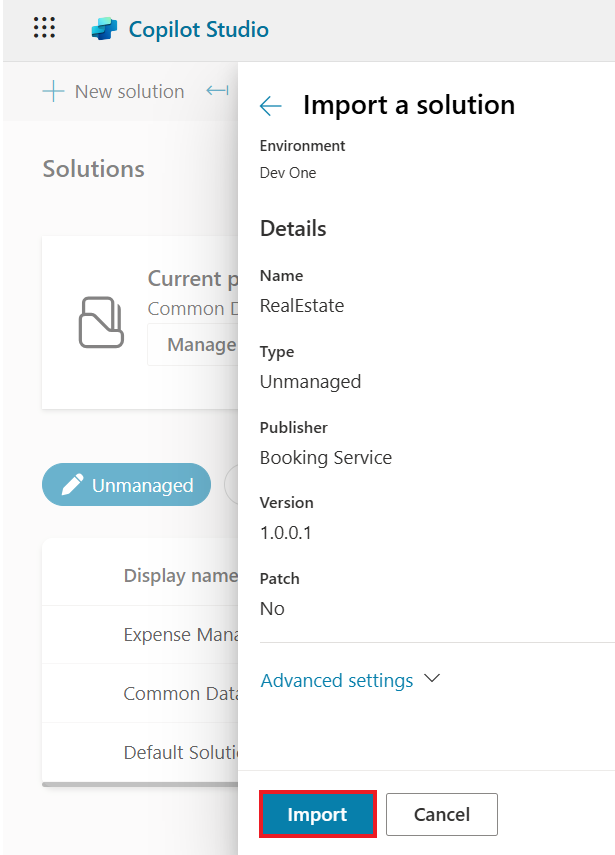 Copilot Studio
New solution
Solutions
Current p
Common D
Manage
Unmanaged
Display name
Expense Mana
Common Data
Default Soluti
Import a solution
Environment
Dev One
Details
Name
RealEstate
Type
Unmanaged
Publisher
Booking Service
Version
1.0.0.1
Patch
No
Advanced settings
Import
Cancel